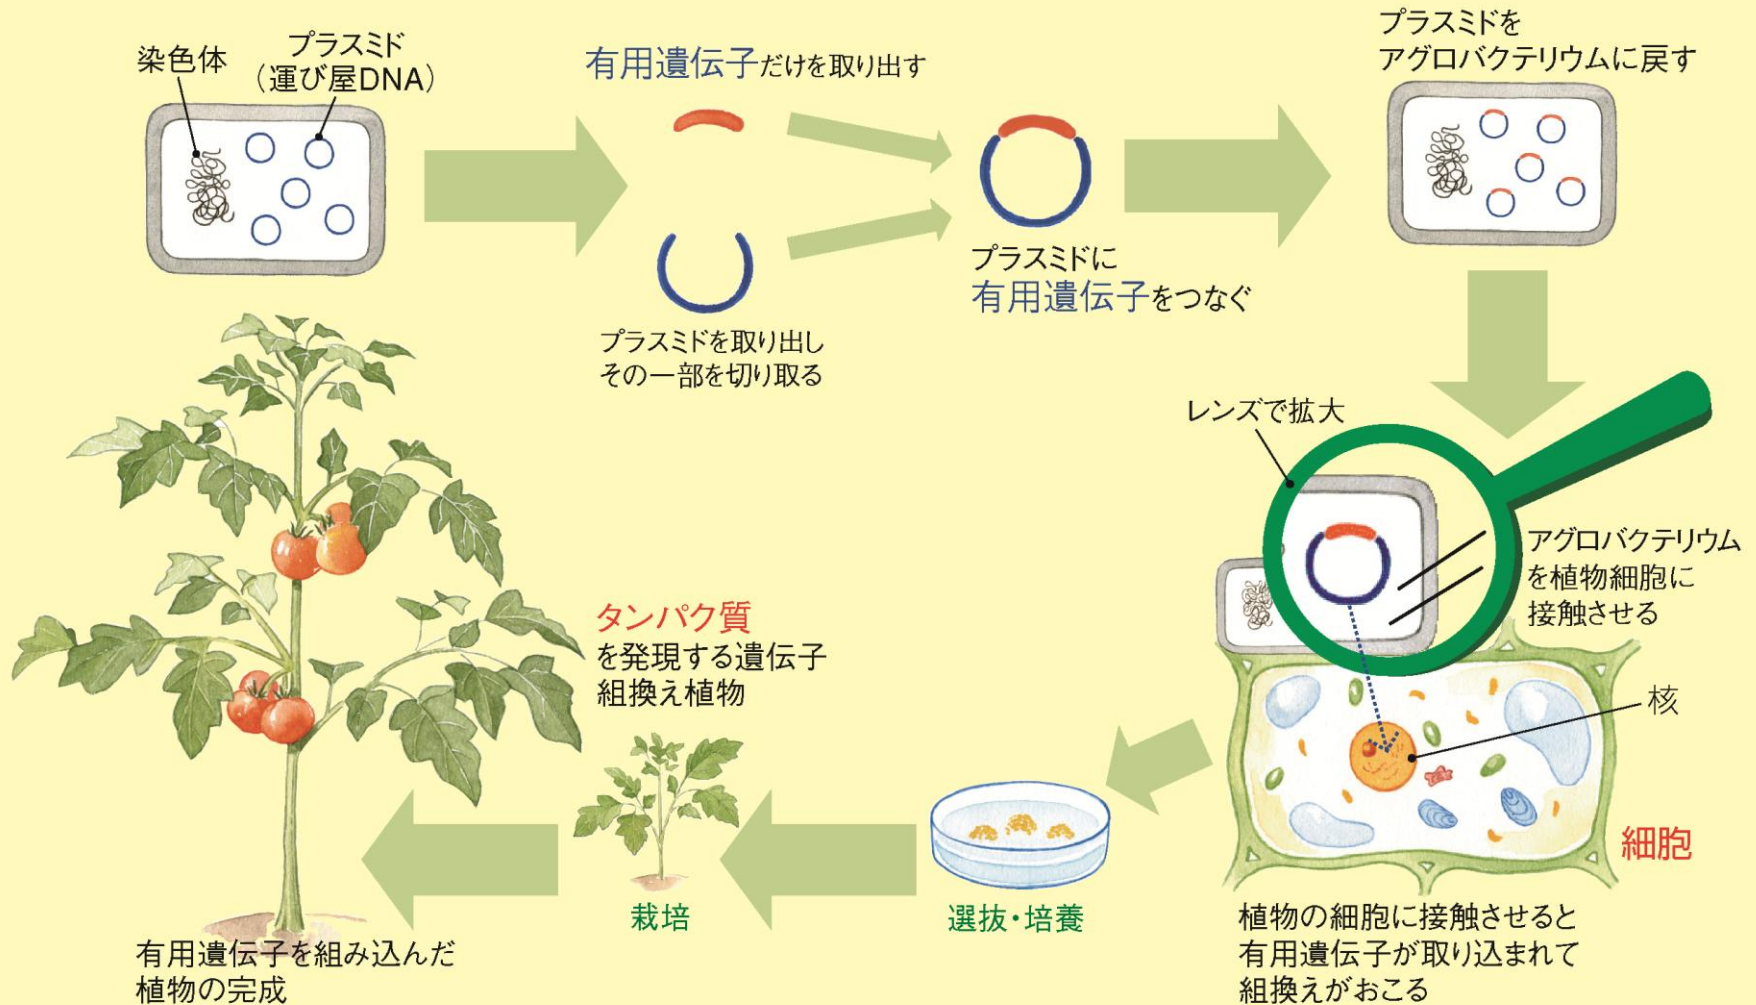 染色体
プラスミド
（運び屋DNA）
有用遺伝子だけを取り出す
プラスミドを取り出し
その一部を切り取る
プラスミドに
有用遺伝子をつなぐ
プラスミドを
アグロバクテリウムに戻す
レンズで拡大
アグロバクテリウム
を植物細胞に
接触させる
核
細胞
植物の細胞に接触させると
有用遺伝子が取り込まれて
組換えがおこる
選抜・培養
タンパク質
を発現する遺伝子
組換え植物
栽培
有用遺伝子を組み込んだ
植物の完成